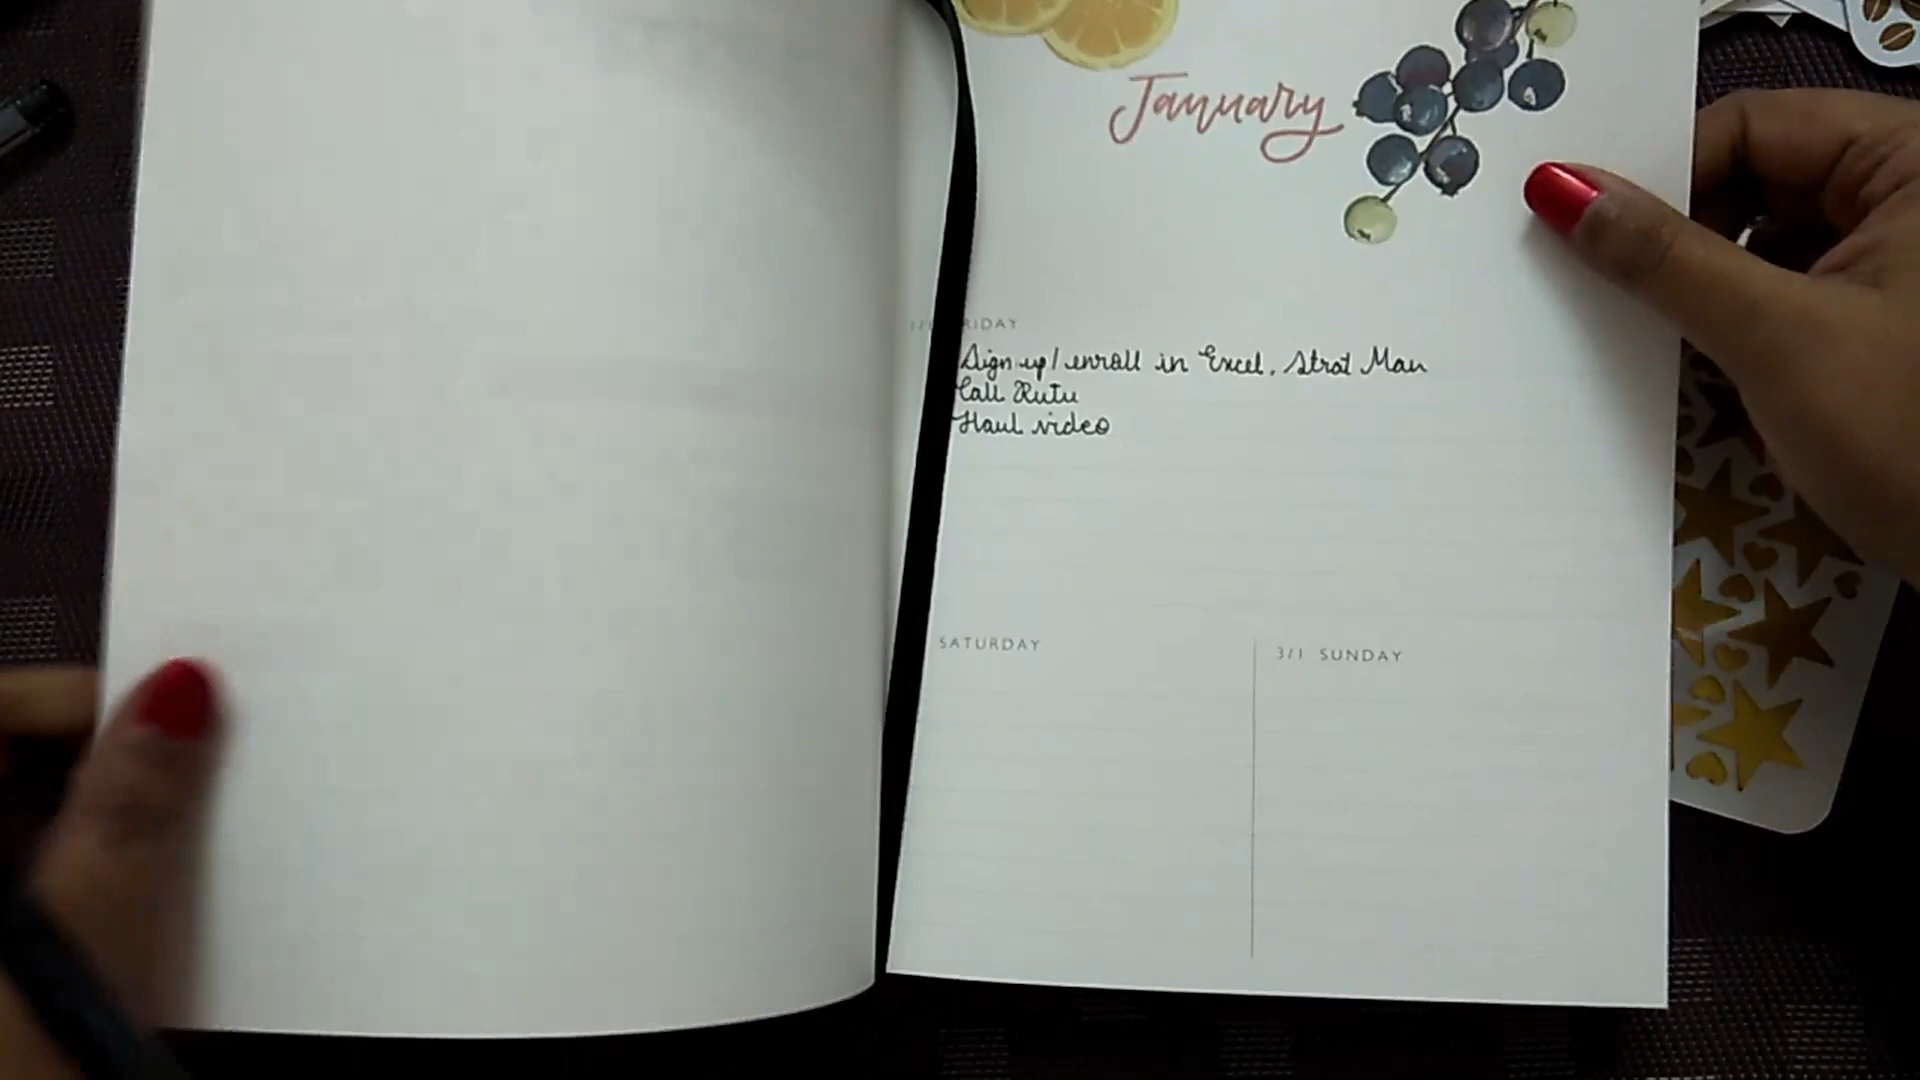 January
FRIDAY
Sign up/ enroll in Excel, Strat Man
Call Rutu
Haul video
SATURDAY
3/1 SUNDAY